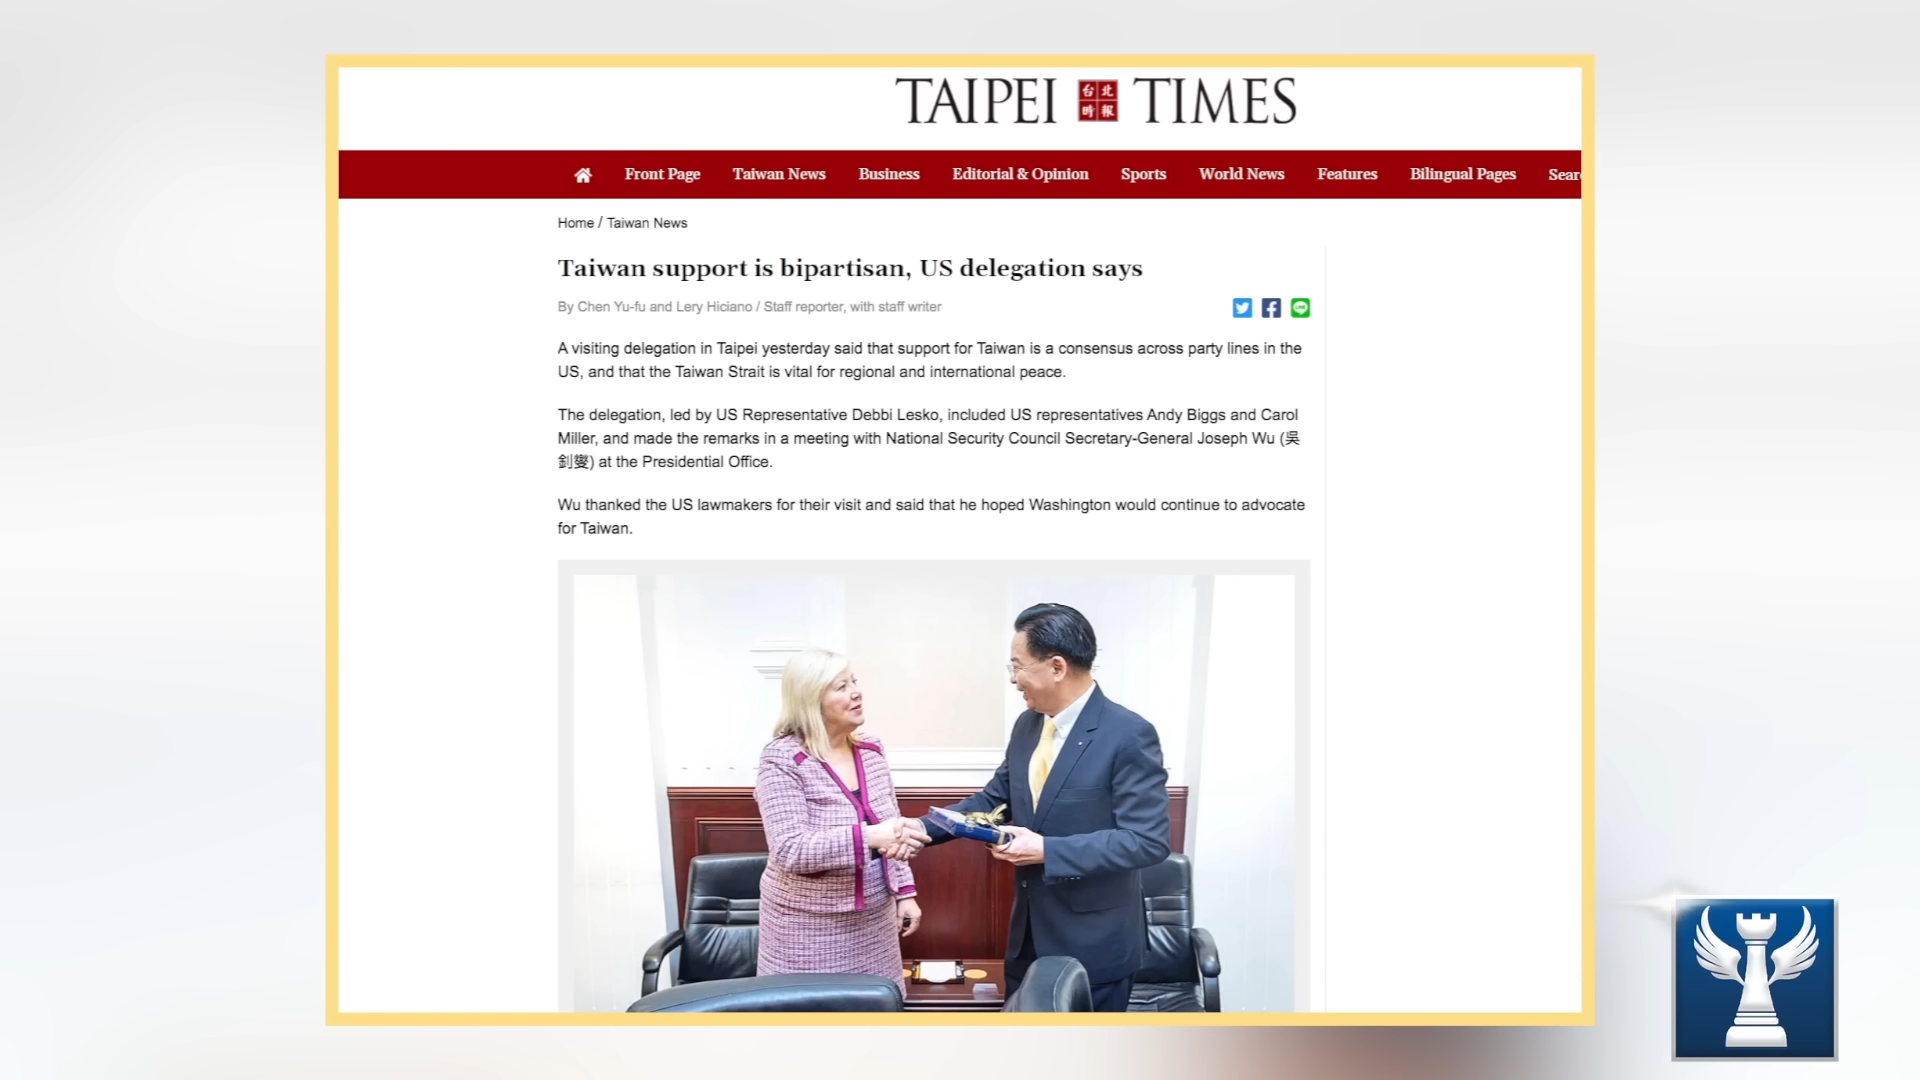 TAIPEI 台北時報 TIMES
Front Page Taiwan News Business Editorial & Opinion Sports World News Features Bilingual Pages Sear
Home / Taiwan News
Taiwan support is bipartisan, US delegation says
By Chen Yu-fu and Lery Hiciano / Staff reporter, with staff writer
A visiting delegation in Taipei yesterday said that support for Taiwan is a consensus across party lines in the
US, and that the Taiwan Strait is vital for regional and international peace.
The delegation, led by US Representative Debbi Lesko, included US representatives Andy Biggs and Carol
Miller, and made the remarks in a meeting with National Security Council Secretary-General Joseph Wu (吳
釗燮) at the Presidential Office.
Wu thanked the US lawmakers for their visit and said that he hoped Washington would continue to advocate
for Taiwan.